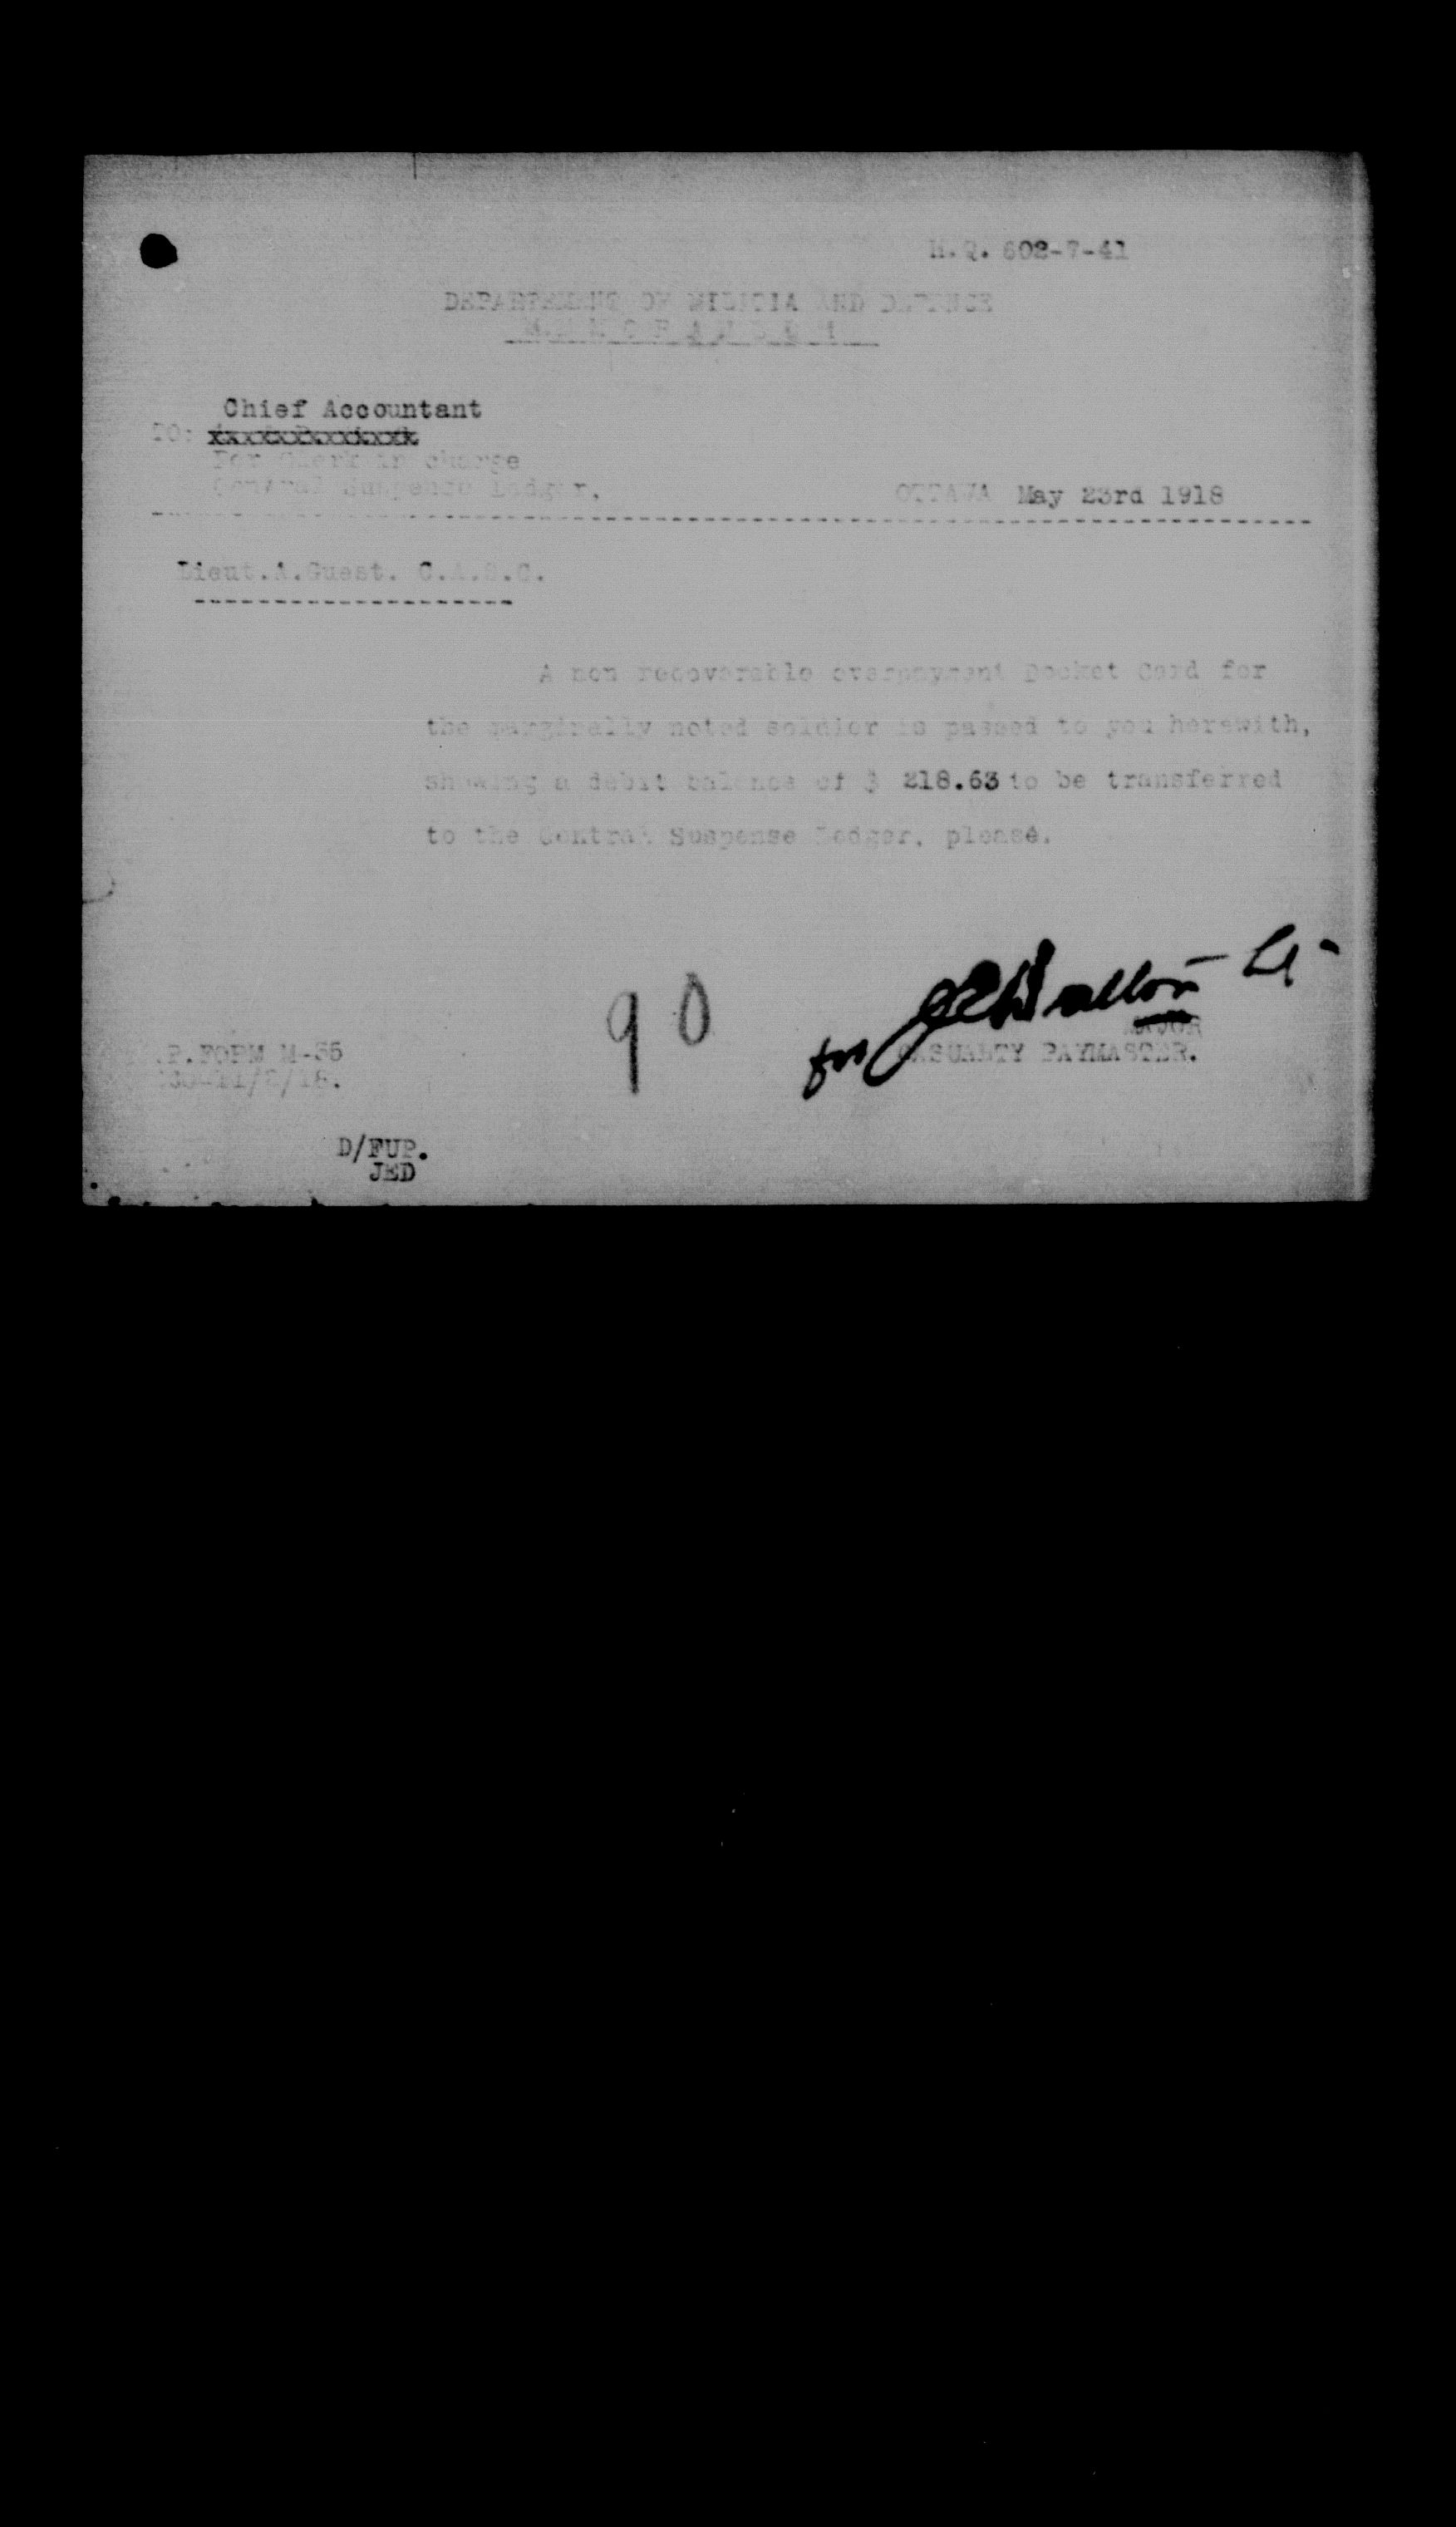 H.Q. 602-7-41
DEPARTMENT OF MILITIA AND DEFENCE
MEMORANDUM
Chief Accountant
TO:
For Clerk in charge
Central Suspense Ledger.
OTTAWA May 23rd 1918
Lieut.A.Guest. C.A.S.C.
A non recoverable overpayment Docket Card for
the marginally noted soldier is passed to you herewith,
showing a debit balance of $ 218.63 to be transferred
to the Central Suspense Ledger, please.
90
for
MAJOR
CASUALTY PAYMASTER.
P.FORM M-55
D/FUP.
JED